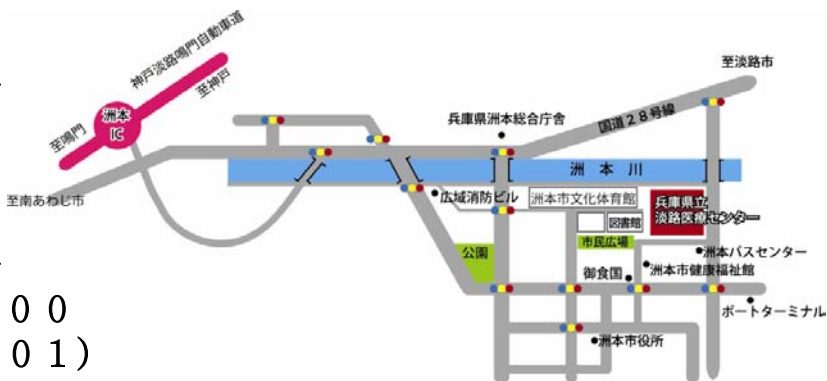 神戸淡路鳴門自動車道
至神戸
洲本
IC
至鳴門
至淡路市
兵庫県洲本総合庁舎
国道28号線
洲本川
至南あわじ市
広域消防ビル
洲本市文化体育館
兵庫県立
淡路医療センター
図書館
市民広場
公園
洲本バスセンター
御食国
洲本市健康福祉館
ポートターミナル
洲本市役所
００
０１）